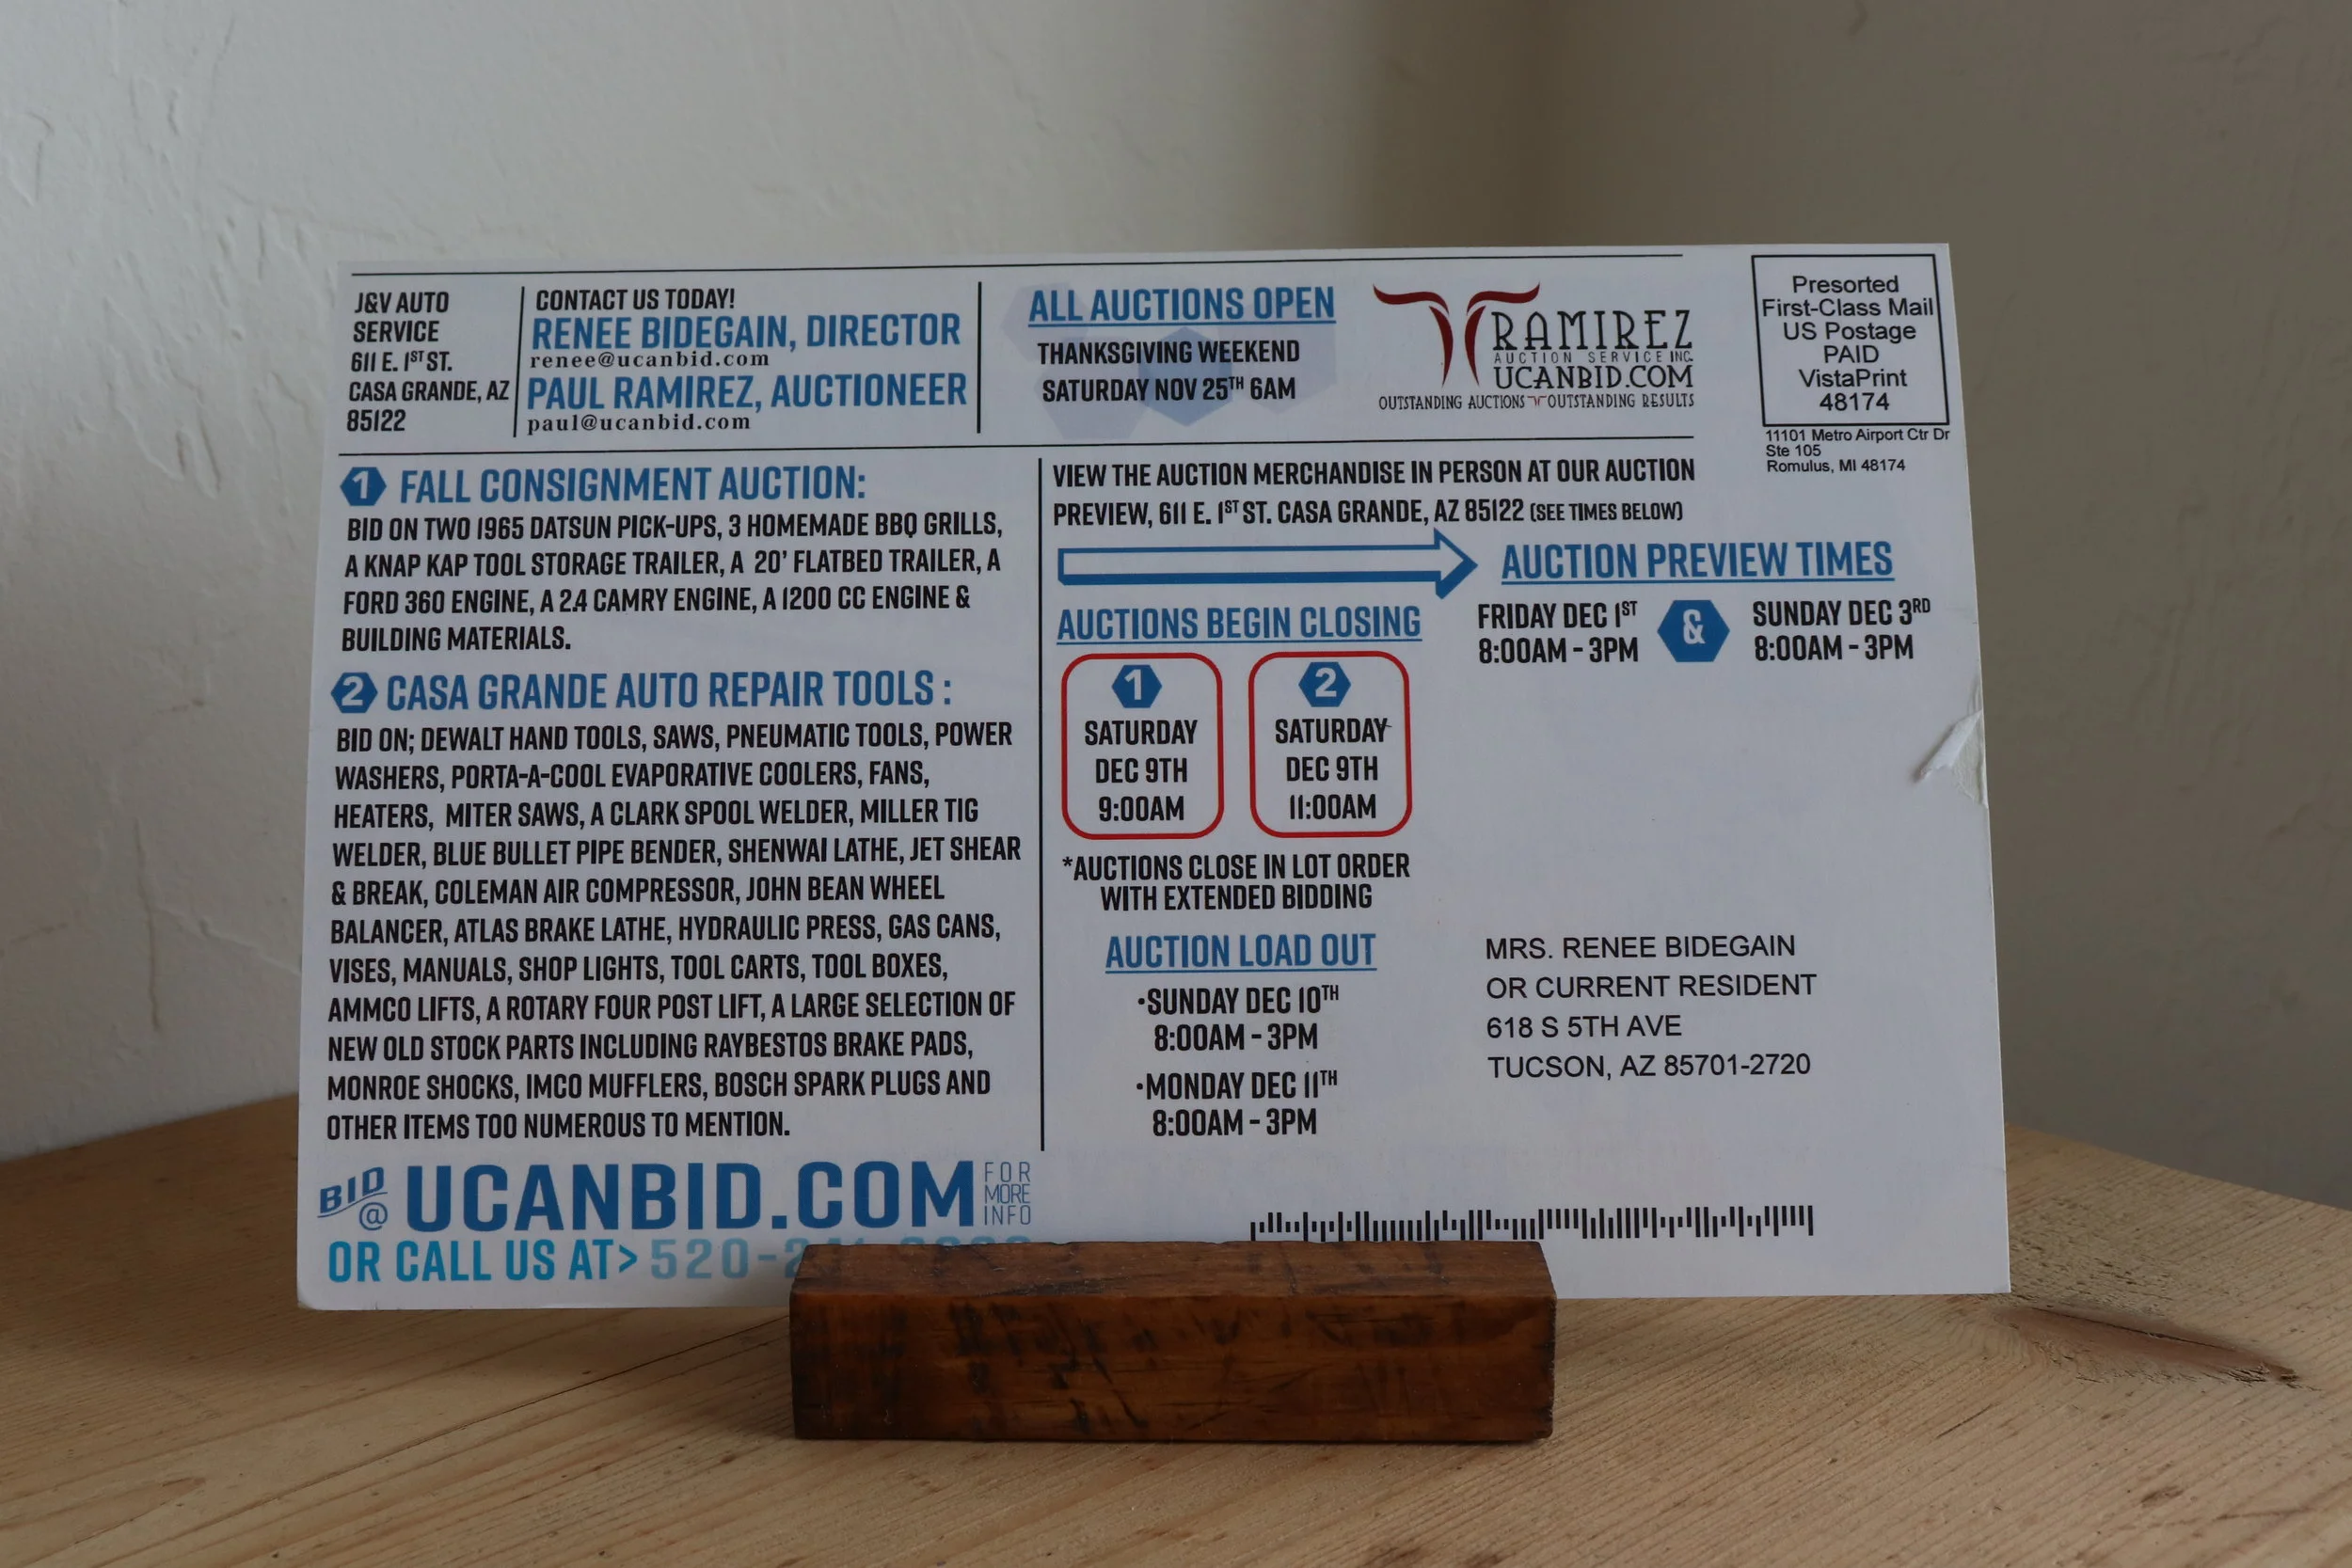 J&V AUTO
SERVICE
611 E. 1ST ST.
CASA GRANDE, AZ
85122
CONTACT US TODAY!
RENEE BIDEGAIN, DIRECTOR
renee@ucanbid.com
PAUL RAMIREZ, AUCTIONEER
paul@ucanbid.com
ALL AUCTIONS OPEN
THANKSGIVING WEEKEND
SATURDAY NOV 25TH 6AM
RAMIREZ
AUCTION SERVICE INC.
UCANBID.COM
OUTSTANDING AUCTIONS OUTSTANDING RESULTS
Presorted
First-Class Mail
US Postage
PAID
VistaPrint
48174
11101 Metro Airport Ctr Dr
Ste 105
Romulus, MI 48174
1 FALL CONSIGNMENT AUCTION:
BID ON TWO 1965 DATSUN PICK-UPS, 3 HOMEMADE BBQ GRILLS,
A KNAP KAP TOOL STORAGE TRAILER, A 20' FLATBED TRAILER, A
FORD 360 ENGINE, A 2.4 CAMRY ENGINE, A 1200 CC ENGINE &
BUILDING MATERIALS.
2 CASA GRANDE AUTO REPAIR TOOLS :
BID ON; DEWALT HAND TOOLS, SAWS, PNEUMATIC TOOLS, POWER
WASHERS, PORTA-A-COOL EVAPORATIVE COOLERS, FANS,
HEATERS, MITER SAWS, A CLARK SPOOL WELDER, MILLER TIG
WELDER, BLUE BULLET PIPE BENDER, SHENWAI LATHE, JET SHEAR
& BREAK, COLEMAN AIR COMPRESSOR, JOHN BEAN WHEEL
BALANCER, ATLAS BRAKE LATHE, HYDRAULIC PRESS, GAS CANS,
VISES, MANUALS, SHOP LIGHTS, TOOL CARTS, TOOL BOXES,
AMMCO LIFTS, A ROTARY FOUR POST LIFT, A LARGE SELECTION OF
NEW OLD STOCK PARTS INCLUDING RAYBESTOS BRAKE PADS,
MONROE SHOCKS, IMCO MUFFLERS, BOSCH SPARK PLUGS AND
OTHER ITEMS TOO NUMEROUS TO MENTION.
BID @ UCANBID.COM FOR MORE INFO
OR CALL US AT> 520-
VIEW THE AUCTION MERCHANDISE IN PERSON AT OUR AUCTION
PREVIEW, 611 E. 1ST ST. CASA GRANDE, AZ 85122 (SEE TIMES BELOW)
AUCTION PREVIEW TIMES
FRIDAY DEC 1ST & SUNDAY DEC 3RD
8:00AM - 3PM 8:00AM - 3PM
AUCTIONS BEGIN CLOSING
1
SATURDAY
DEC 9TH
9:00AM
2
SATURDAY
DEC 9TH
11:00AM
*AUCTIONS CLOSE IN LOT ORDER
WITH EXTENDED BIDDING
AUCTION LOAD OUT
•SUNDAY DEC 10TH
8:00AM - 3PM
•MONDAY DEC 11TH
8:00AM - 3PM
MRS. RENEE BIDEGAIN
OR CURRENT RESIDENT
618 S 5TH AVE
TUCSON, AZ 85701-2720